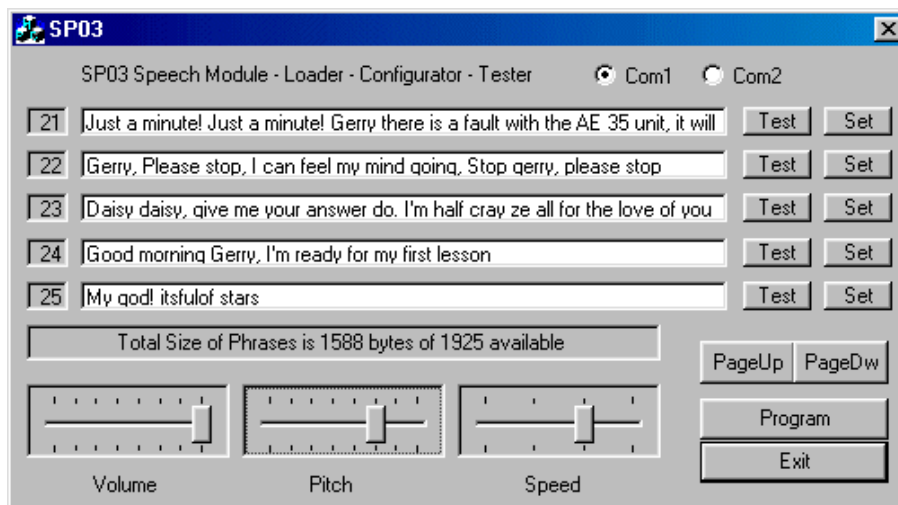 SP03
SP03 Speech Module - Loader - Configurator - Tester Com1 Com2
21 Just a minute! Just a minute! Gerry there is a fault with the AE 35 unit, it will Test Set
22 Gerry, Please stop, I can feel my mind going, Stop gerry, please stop Test Set
23 Daisy daisy, give me your answer do. I'm half cray ze all for the love of you Test Set
24 Good morning Gerry, I'm ready for my first lesson Test Set
25 My god! itsfulof stars Test Set
Total Size of Phrases is 1588 bytes of 1925 available
PageUp PageDw
Program
Exit
Volume Pitch Speed